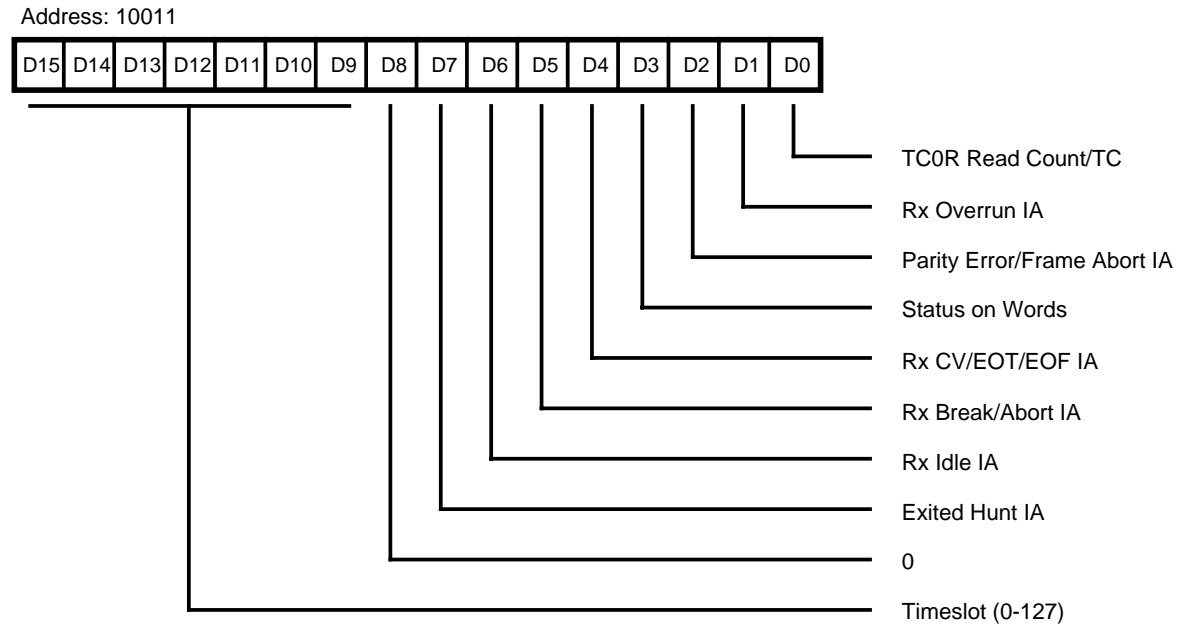 Address: 10011
D15 D14 D13 D12 D11 D10 D9 D8 D7 D6 D5 D4 D3 D2 D1 D0
TC0R Read Count/TC
Rx Overrun IA
Parity Error/Frame Abort IA
Status on Words
Rx CV/EOT/EOF IA
Rx Break/Abort IA
Rx Idle IA
Exited Hunt IA
0
Timeslot (0-127)